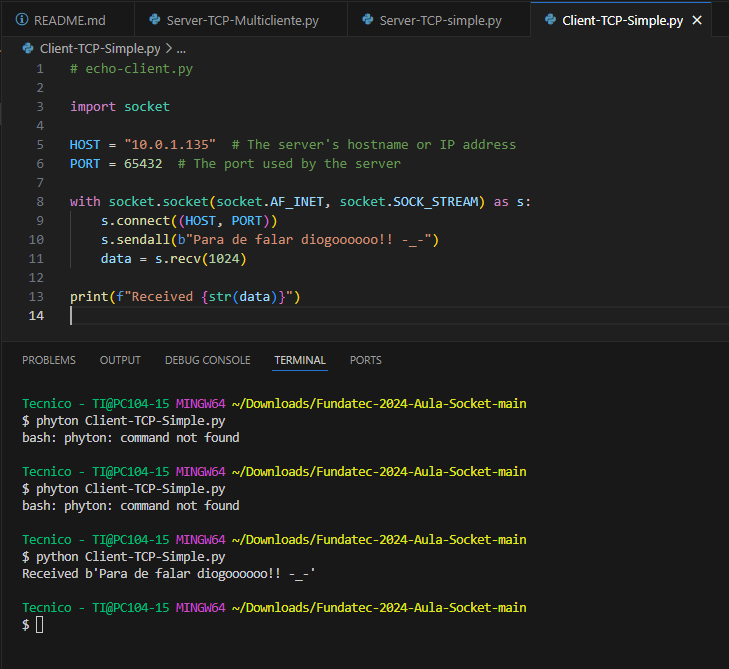 README.md Server-TCP-Multicliente.py Server-TCP-simple.py Client-TCP-Simple.py
Client-TCP-Simple.py > ...
1 # echo-client.py
2
3 import socket
4
5 HOST = "10.0.1.135"  # The server's hostname or IP address
6 PORT = 65432  # The port used by the server
7
8 with socket.socket(socket.AF_INET, socket.SOCK_STREAM) as s:
9     s.connect((HOST, PORT))
10     s.sendall(b"Para de falar diogoooooo!! -_-")
11     data = s.recv(1024)
12
13 print(f"Received {str(data)}")
14
PROBLEMS OUTPUT DEBUG CONSOLE TERMINAL PORTS
Tecnico - TI@PC104-15 MINGW64 ~/Downloads/Fundatec-2024-Aula-Socket-main
$ phyton Client-TCP-Simple.py
bash: phyton: command not found
Tecnico - TI@PC104-15 MINGW64 ~/Downloads/Fundatec-2024-Aula-Socket-main
$ phyton Client-TCP-Simple.py
bash: phyton: command not found
Tecnico - TI@PC104-15 MINGW64 ~/Downloads/Fundatec-2024-Aula-Socket-main
$ python Client-TCP-Simple.py
Received b'Para de falar diogoooooo!! -_-'
Tecnico - TI@PC104-15 MINGW64 ~/Downloads/Fundatec-2024-Aula-Socket-main
$